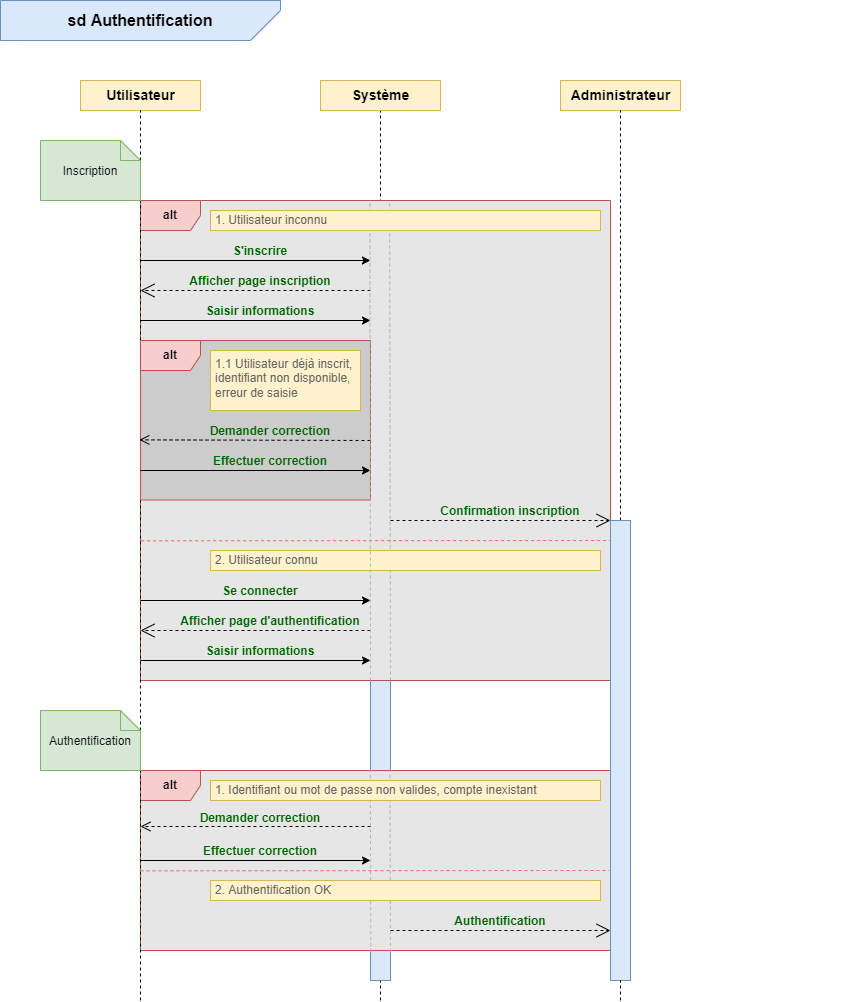 sd Authentification
Utilisateur
Système
Administrateur
Inscription
alt
1. Utilisateur inconnu
S'inscrire
Afficher page inscription
Saisir informations
alt
1.1 Utilisateur déjà inscrit,
identifiant non disponible,
erreur de saisie
Demander correction
Effectuer correction
Confirmation inscription
2. Utilisateur connu
Se connecter
Afficher page d'authentification
Saisir informations
Authentification
alt
1. Identifiant ou mot de passe non valides, compte inexistant
Demander correction
Effectuer correction
2. Authentification OK
Authentification